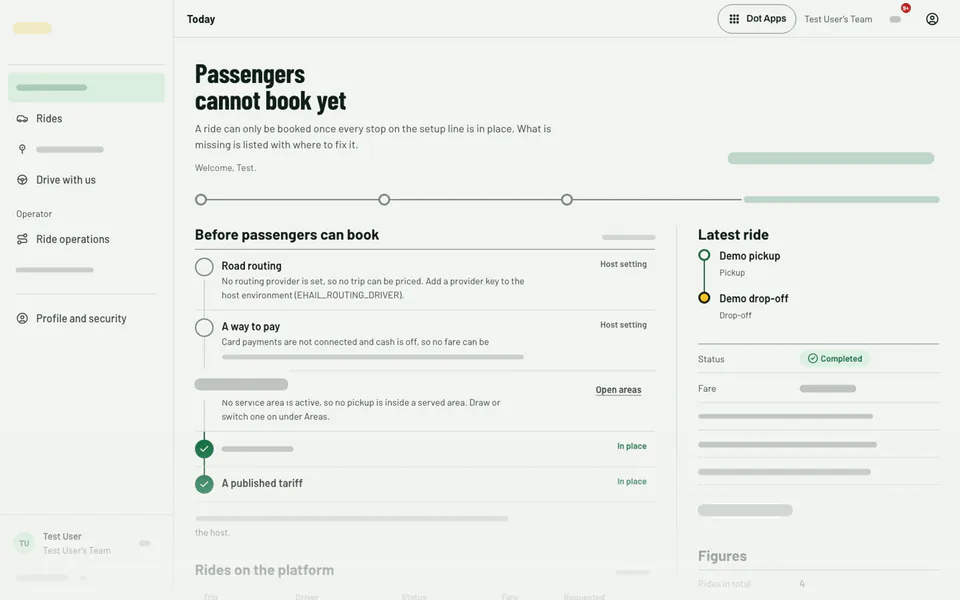 Today
Dot Apps
Test User's Team
9+
Rides
Drive with us
Operator
Ride operations
Profile and security
TU
Test User
Test User's Team
Passengers
cannot book yet
A ride can only be booked once every stop on the setup line is in place. What is
missing is listed with where to fix it.
Welcome, Test.
Before passengers can book
Road routing
Host setting
No routing provider is set, so no trip can be priced. Add a provider key to the
host environment (EHAIL_ROUTING_DRIVER).
A way to pay
Host setting
Card payments are not connected and cash is off, so no fare can be
Open areas
No service area is active, so no pickup is inside a served area. Draw or
switch one on under Areas.
In place
A published tariff
In place
the host.
Rides on the platform
Trip
Driver
Status
Fare
Requested
Latest ride
Demo pickup
Pickup
Demo drop-off
Drop-off
Status
Completed
Fare
Figures
Rides in total
4